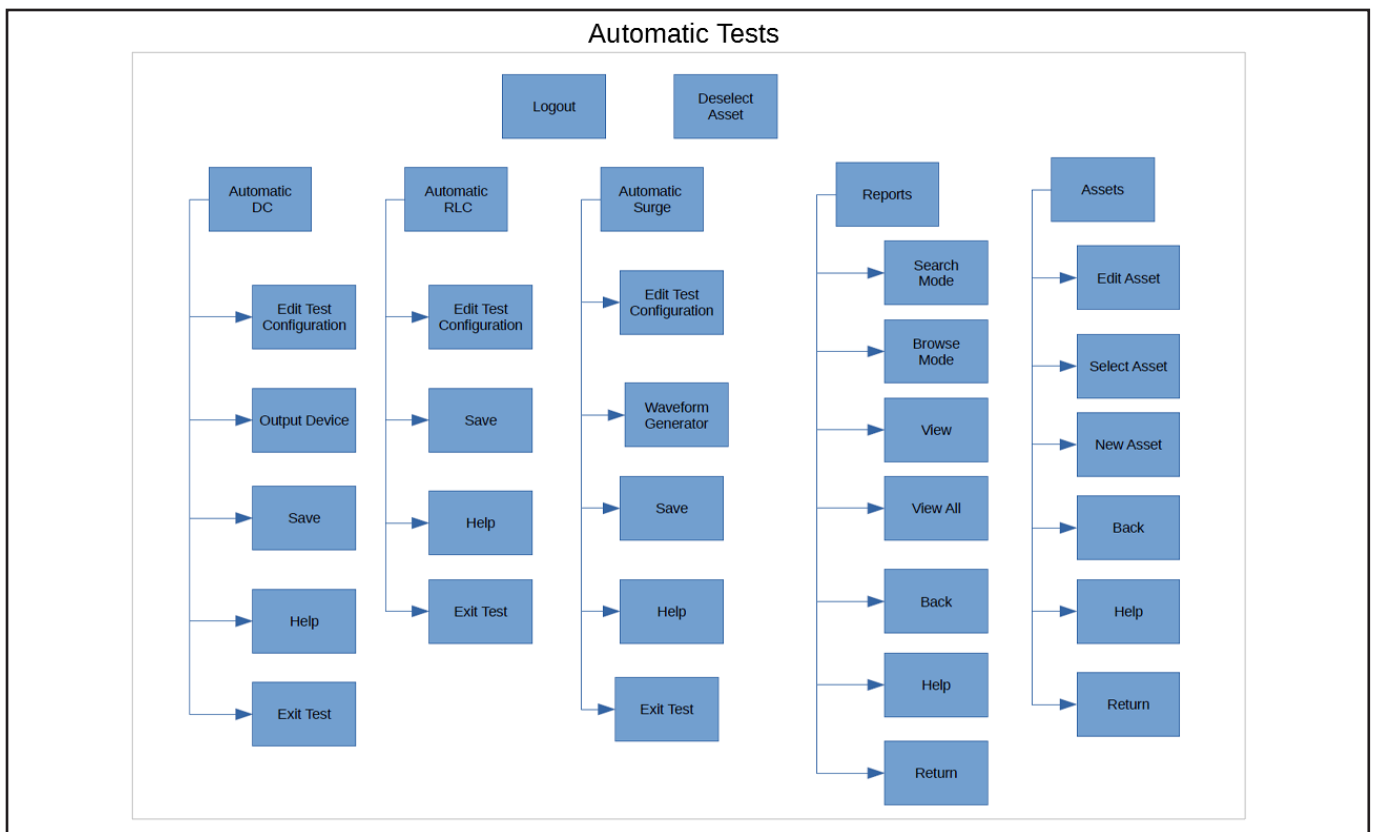 Automatic Tests
Logout
Deselect
Asset
Automatic
DC
Edit Test
Configuration
Output Device
Save
Help
Exit Test
Automatic
RLC
Edit Test
Configuration
Save
Help
Exit Test
Automatic
Surge
Edit Test
Configuration
Waveform
Generator
Save
Help
Exit Test
Reports
Search
Mode
Browse
Mode
View
View All
Back
Help
Return
Assets
Edit Asset
Select Asset
New Asset
Back
Help
Return